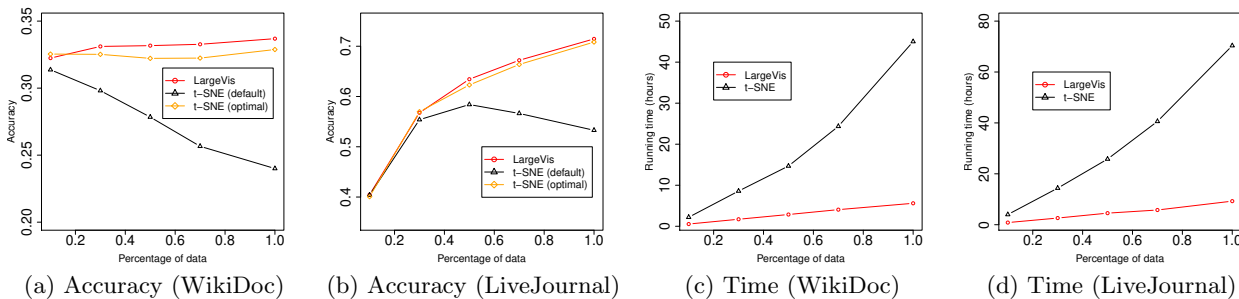 0.35
0.30
0.25
0.20
Accuracy
LargeVis
t−SNE (default)
t−SNE (optimal)
0.2 0.4 0.6 0.8 1.0
Percentage of data
(a) Accuracy (WikiDoc)
0.7
0.6
0.5
0.4
Accuracy
LargeVis
t−SNE (default)
t−SNE (optimal)
0.2 0.4 0.6 0.8 1.0
Percentage of data
(b) Accuracy (LiveJournal)
50
40
30
20
10
0
Running time (hours)
LargeVis
t−SNE
0.2 0.4 0.6 0.8 1.0
Percentage of data
(c) Time (WikiDoc)
80
60
40
20
0
Running time (hours)
LargeVis
t−SNE
0.2 0.4 0.6 0.8 1.0
Percentage of data
(d) Time (LiveJournal)